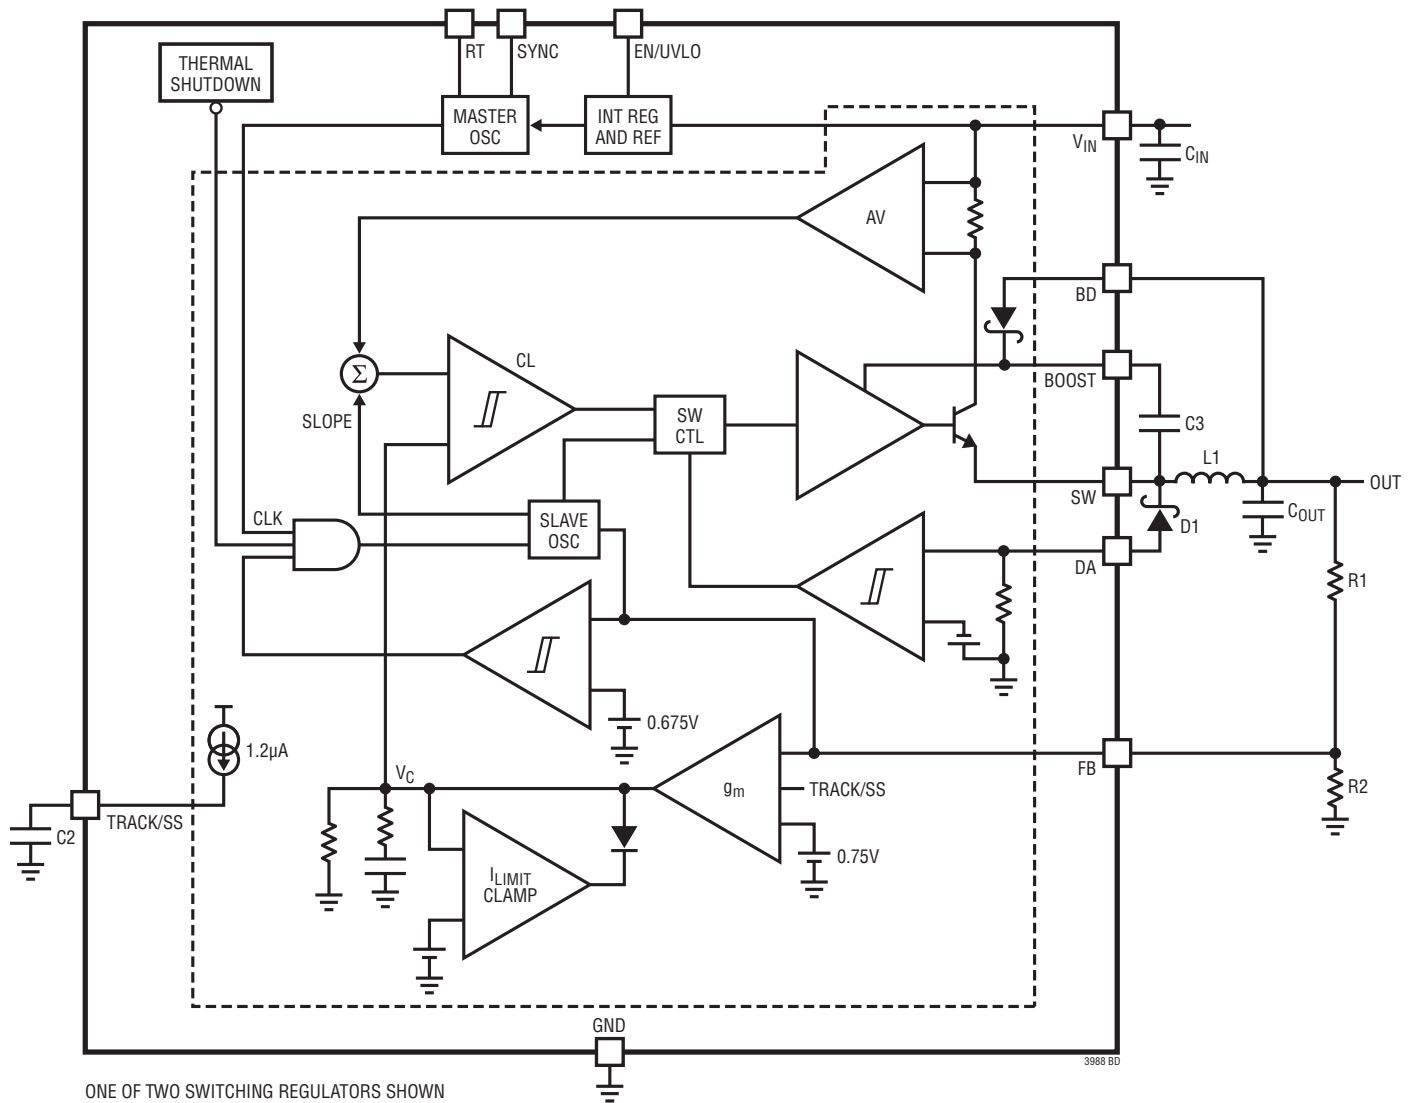 RT
SYNC
EN/UVLO
THERMAL
SHUTDOWN
MASTER
OSC
INT REG
AND REF
VIN
CIN
AV
BD
BOOST
C3
CL
Σ
SLOPE
SW
CTL
L1
OUT
SW
COUT
D1
CLK
SLAVE
OSC
DA
R1
0.675V
1.2µA
VC
gm
TRACK/SS
FB
R2
TRACK/SS
C2
0.75V
ILIMIT
CLAMP
GND
3988 BD
ONE OF TWO SWITCHING REGULATORS SHOWN